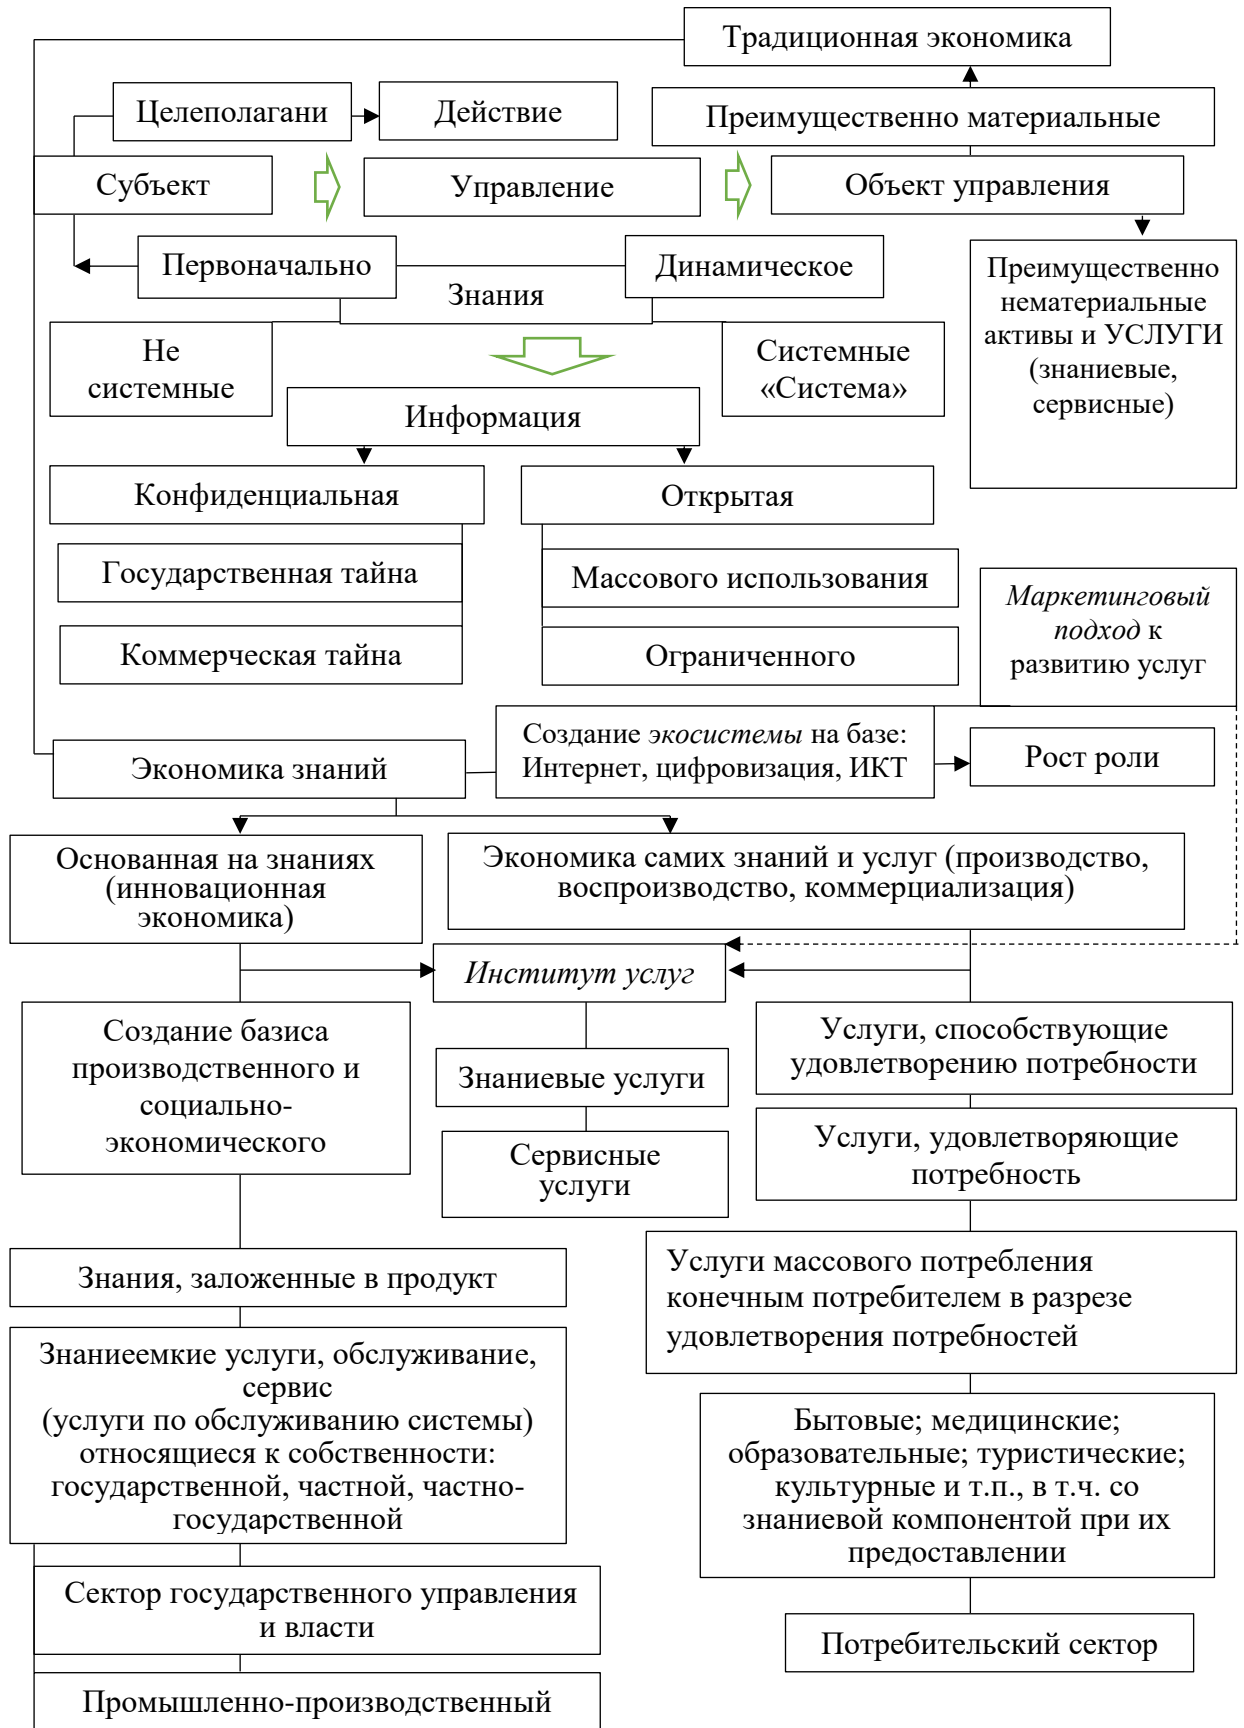 Традиционная экономика
Целеполагани
Действие
Преимущественно материальные
Субъект
Управление
Объект управления
Первоначально
Динамическое
Знания
Преимущественно
нематериальные
активы и УСЛУГИ
(знаниевые,
сервисные)
Не
системные
Системные
«Система»
Информация
Конфиденциальная
Открытая
Государственная тайна
Массового использования
Коммерческая тайна
Ограниченного
Маркетинговый
подход к
развитию услуг
Экономика знаний
Создание экосистемы на базе:
Интернет, цифровизация, ИКТ
Рост роли
Основанная на знаниях
(инновационная
экономика)
Экономика самих знаний и услуг (производство,
воспроизводство, коммерциализация)
Институт услуг
Создание базиса
производственного и
социально-
экономического
Знаниевые услуги
Сервисные
услуги
Услуги, способствующие
удовлетворению потребности
Услуги, удовлетворяющие
потребность
Знания, заложенные в продукт
Услуги массового потребления
конечным потребителем в разрезе
удовлетворения потребностей
Знаниеемкие услуги, обслуживание,
сервис
(услуги по обслуживанию системы)
относящиеся к собственности:
государственной, частной, частно-
государственной
Бытовые; медицинские;
образовательные; туристические;
культурные и т.п., в т.ч. со
знаниевой компонентой при их
предоставлении
Сектор государственного управления
и власти
Потребительский сектор
Промышленно-производственный